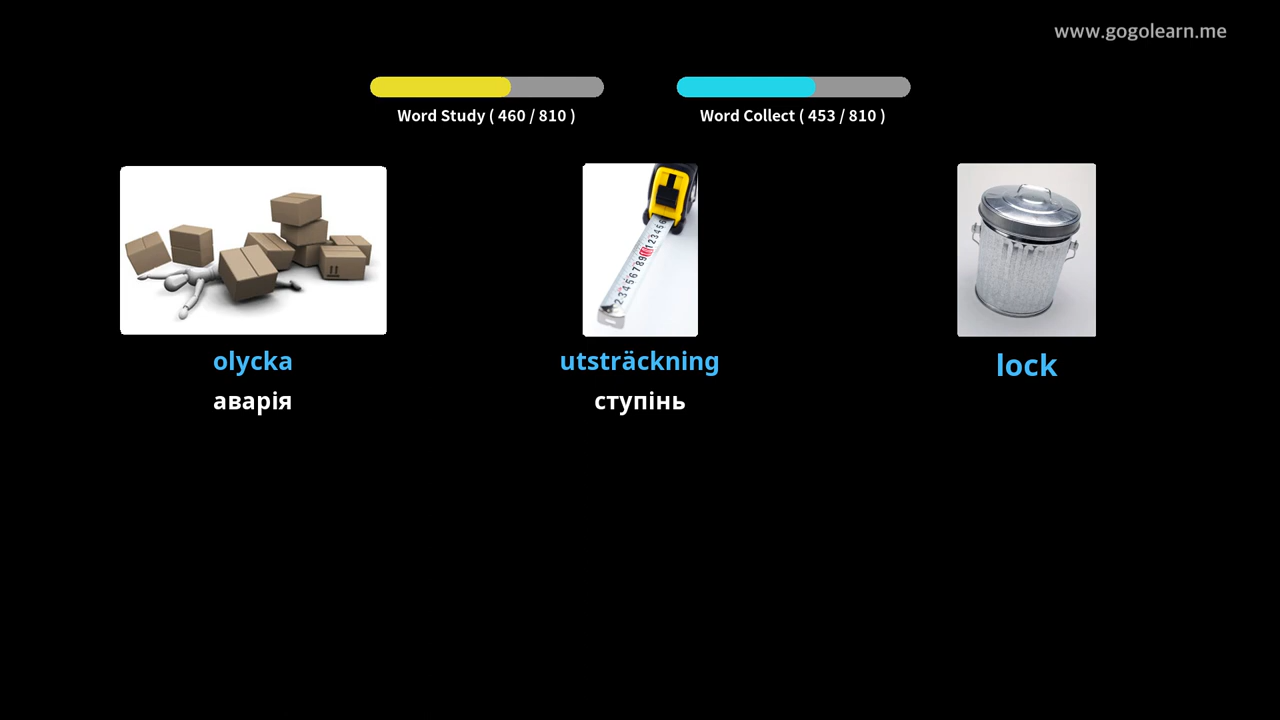 www.gogolearn.me
Word Study ( 460 / 810 )
Word Collect ( 453 / 810 )
olycka
utsträckning
lock
аварія
ступінь